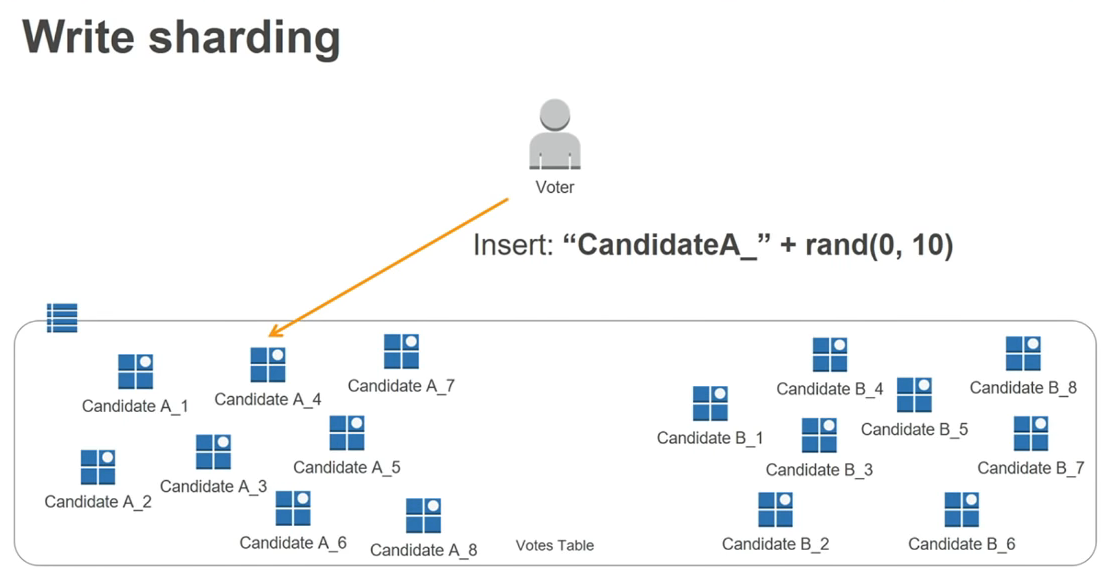 Write sharding
Voter
Insert: “CandidateA_” + rand(0, 10)
Candidate A_1
Candidate A_4
Candidate A_7
Candidate A_2
Candidate A_3
Candidate A_5
Candidate A_6
Candidate A_8
Votes Table
Candidate B_1
Candidate B_4
Candidate B_5
Candidate B_8
Candidate B_3
Candidate B_7
Candidate B_2
Candidate B_6